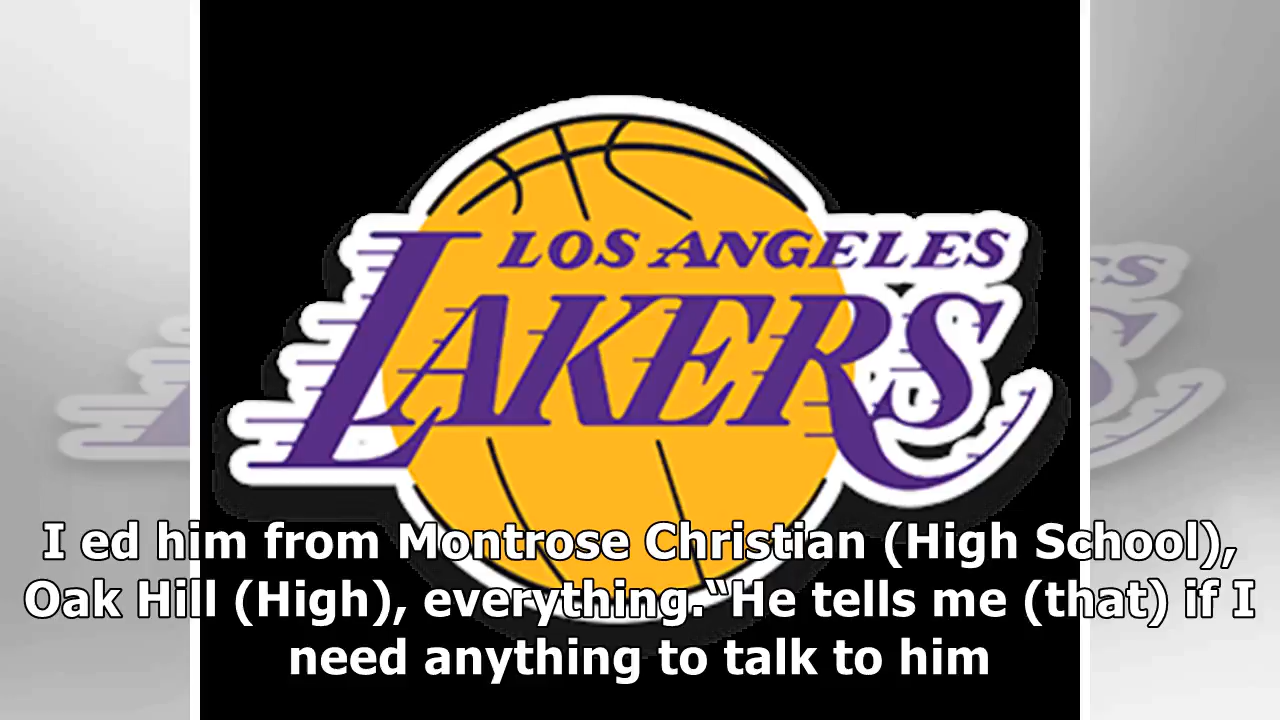 LOS ANGELES
LAKERS
I ed him from Montrose Christian (High School),
Oak Hill (High), everything.“He tells me (that) if I
need anything to talk to him